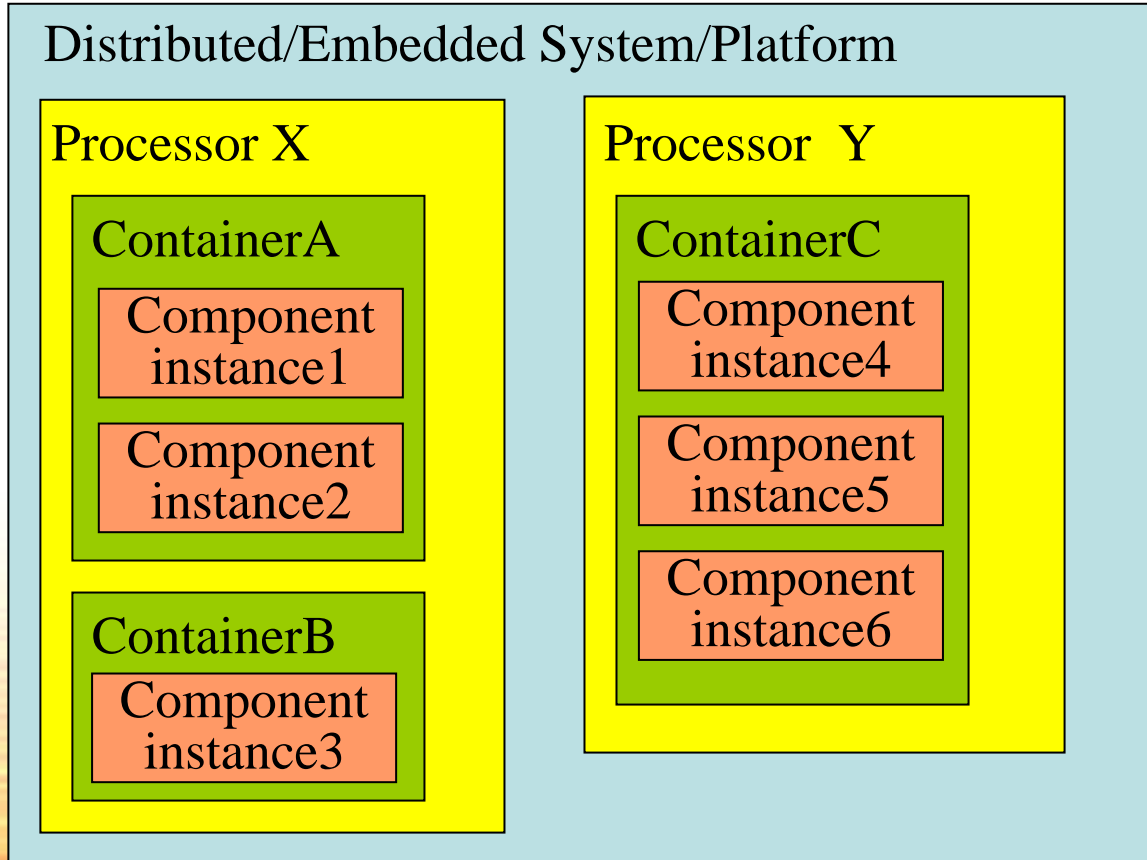 Distributed/Embedded System/Platform
Processor X
ContainerA
Component
instance1
Component
instance2
ContainerB
Component
instance3
Processor Y
ContainerC
Component
instance4
Component
instance5
Component
instance6